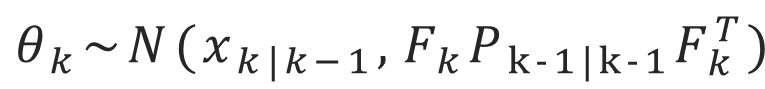 θ_k ~ N(x_{k|k−1}, F_k P_{k-1|k-1} F_k^T)